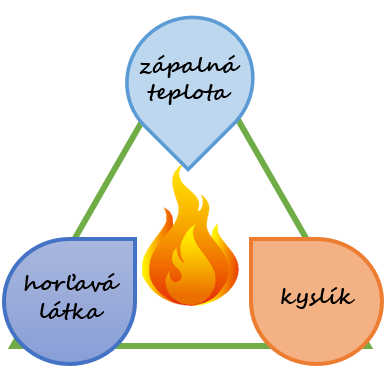 zápalná
teplota
horľavá
látka
kyslík